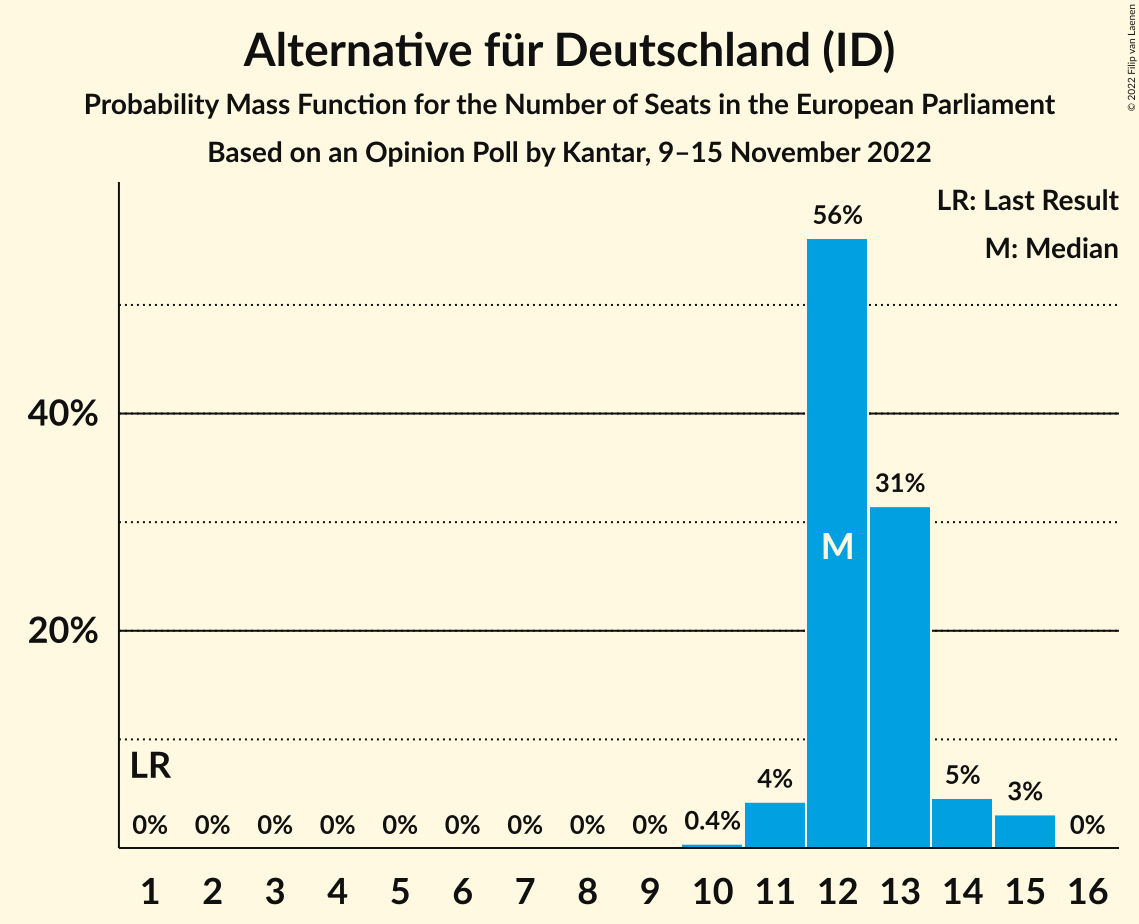 Alternative für Deutschland (ID)
Probability Mass Function for the Number of Seats in the European Parliament
Based on an Opinion Poll by Kantar, 9–15 November 2022
© 2022 Filip van Laenen
LR: Last Result
M: Median
56%
40%
31%
M
20%
LR
0% 0% 0% 0% 0% 0% 0% 0% 0% 0.4% 4% 5% 3% 0%
1 2 3 4 5 6 7 8 9 10 11 12 13 14 15 16